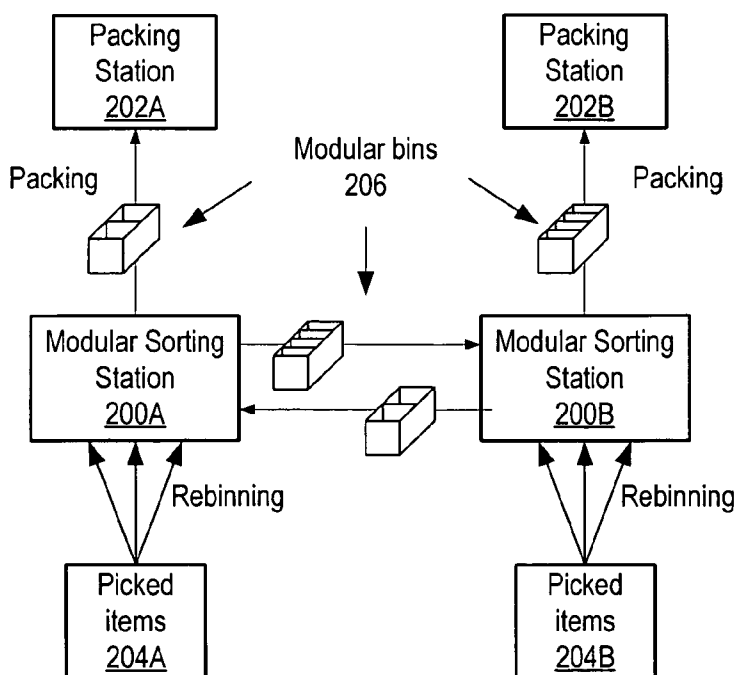 Packing
Station
202A
Packing
Station
202B
Modular bins
206
Packing
Packing
Modular Sorting
Station
200A
Modular Sorting
Station
200B
Rebinning
Rebinning
Picked
items
204A
Picked
items
204B